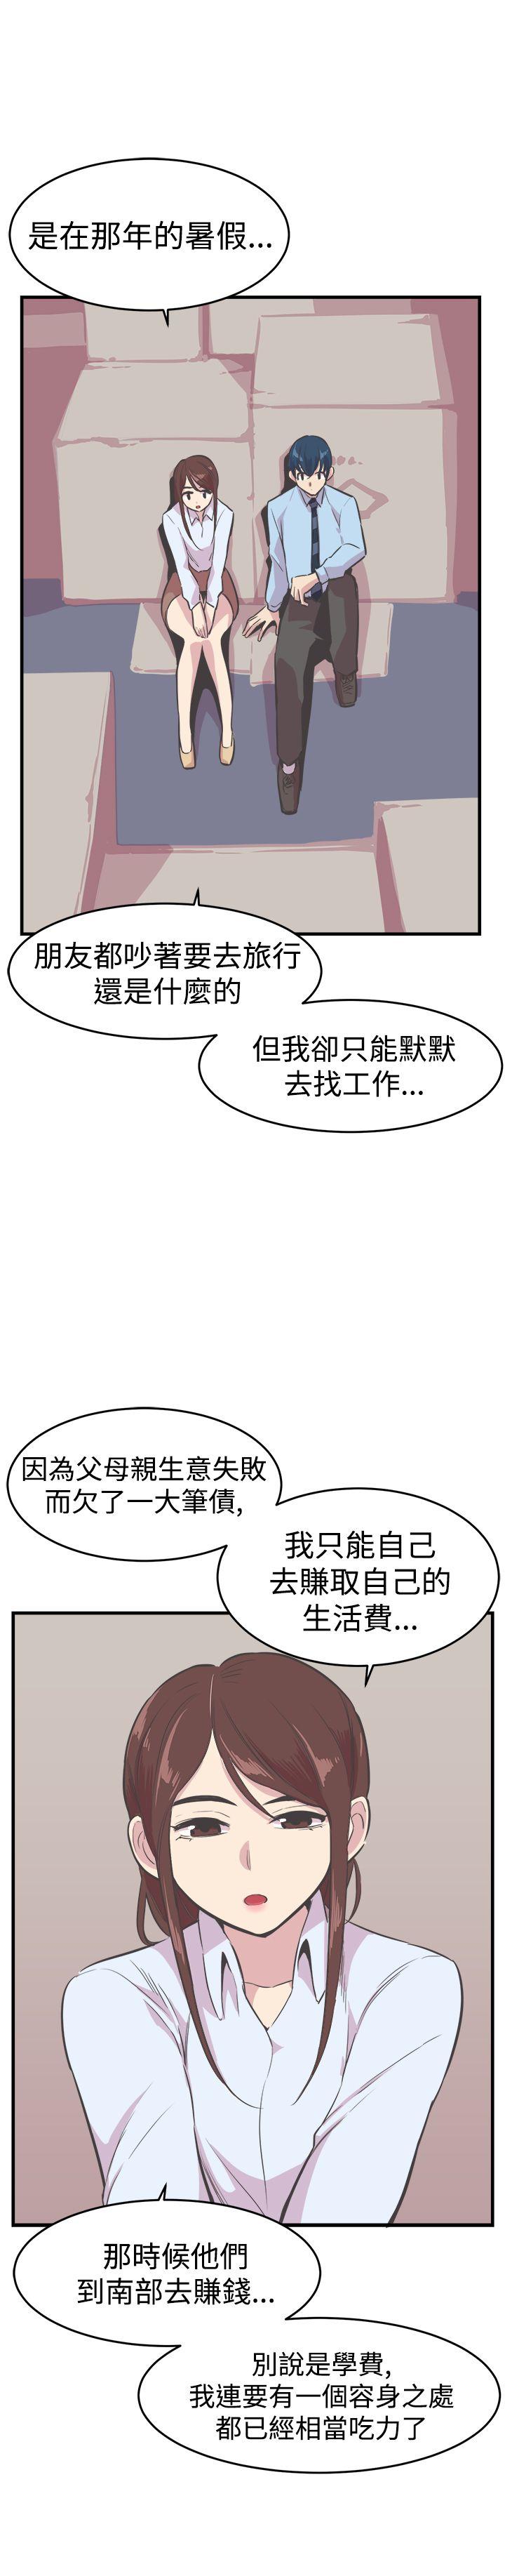 是在那年的暑假...
朋友都吵著要去旅行
還是什麼的
但我卻只能默默
去找工作...
因為父母親生意失敗
而欠了一大筆債,
我只能自己
去賺取自己的
生活費...
那時候他們
到南部去賺錢...
別說是學費,
我連要有一個容身之處
都已經相當吃力了